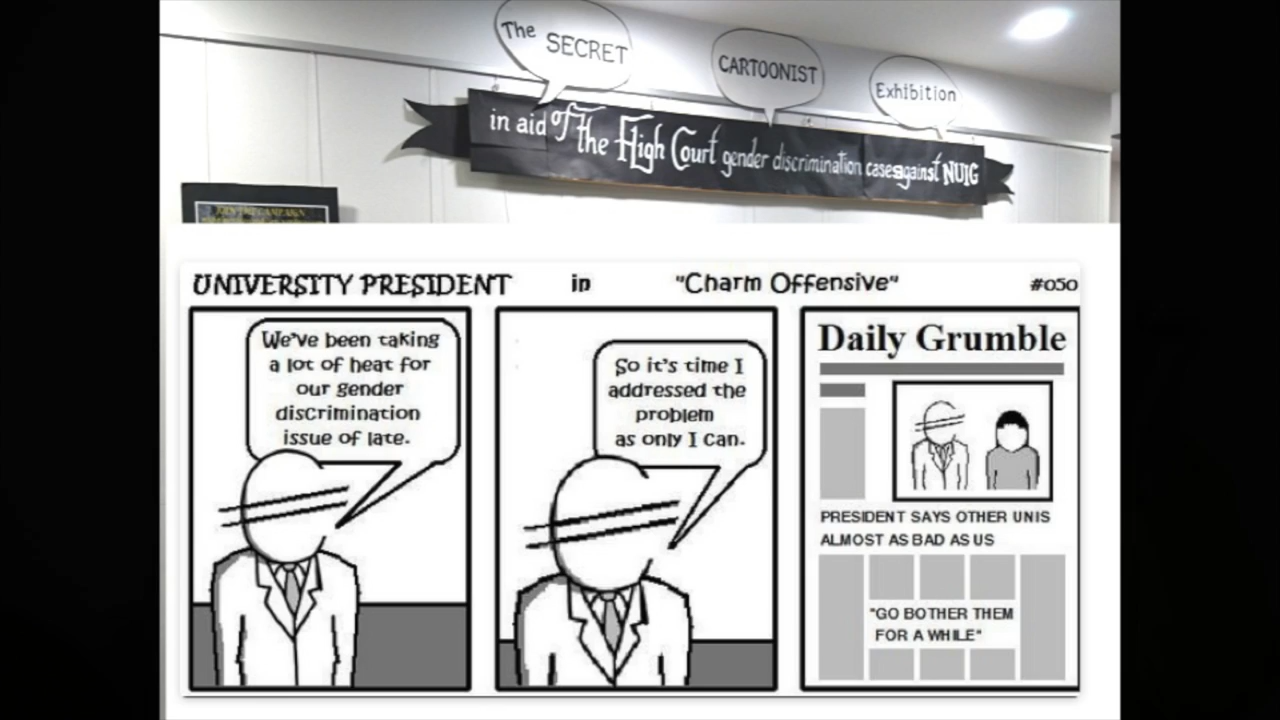 The
SECRET
CARTOONIST
Exhibition
in aid of the High Court gender discrimination cases against NUIG
JOIN THE CAMPAIGN
UNIVERSITY PRESIDENT in "Charm Offensive" #050
We've been taking
a lot of heat for
our gender
discrimination
issue of late.
So it's time I
addressed the
problem
as only I can.
Daily Grumble
PRESIDENT SAYS OTHER UNIS
ALMOST AS BAD AS US
"GO BOTHER THEM
FOR A WHILE"